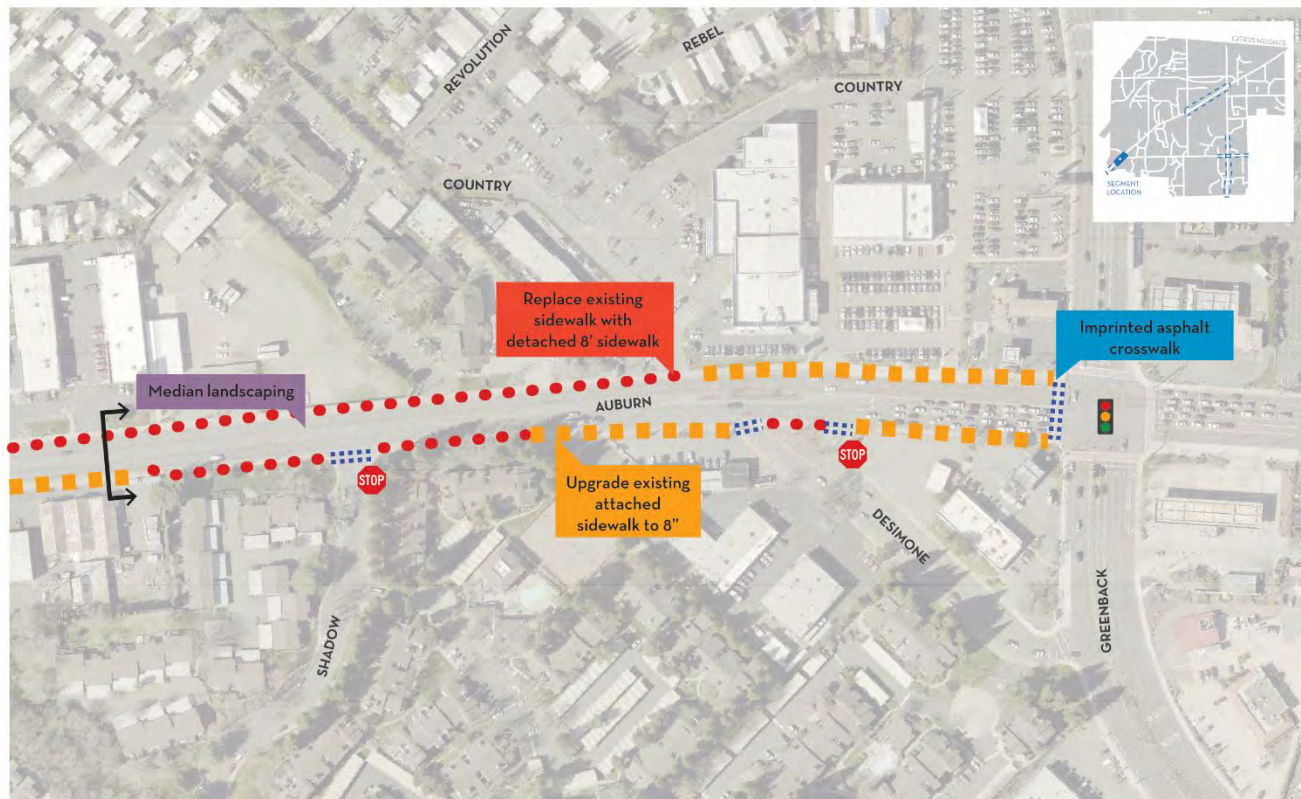 REVOLUTION
REBEL
COUNTRY
CITRUS HEIGHTS
SEGMENT
LOCATION
COUNTRY
Replace existing
sidewalk with
detached 8' sidewalk
Imprinted asphalt
crosswalk
Median landscaping
AUBURN
STOP
STOP
Upgrade existing
attached
sidewalk to 8"
DESIMONE
SHADOW
GREENBACK